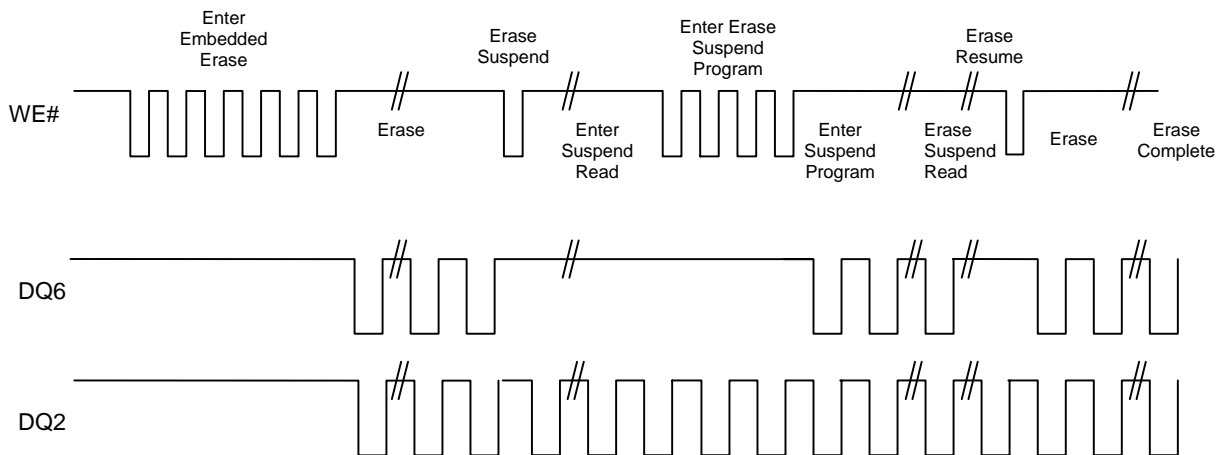 Enter
Embedded
Erase
Erase
Suspend
Enter Erase
Suspend
Program
Erase
Resume
WE#
Erase
Enter
Suspend
Read
Enter
Suspend
Program
Erase
Suspend
Read
Erase
Erase
Complete
DQ6
DQ2